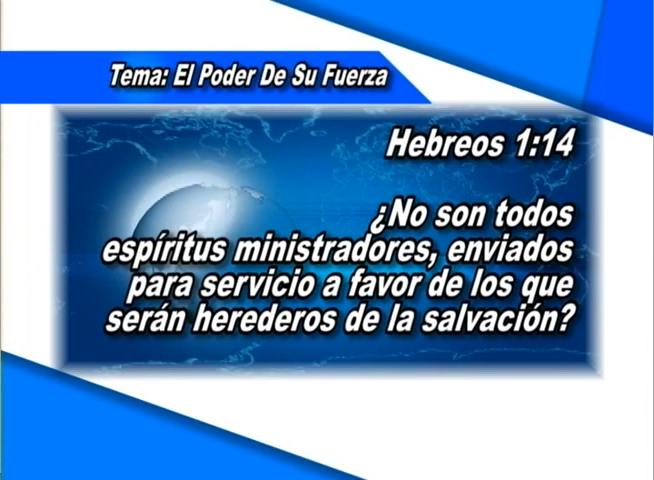 Tema: El Poder De Su Fuerza
Hebreos 1:14
¿No son todos
espíritus ministradores, enviados
para servicio a favor de los que
serán herederos de la salvación?